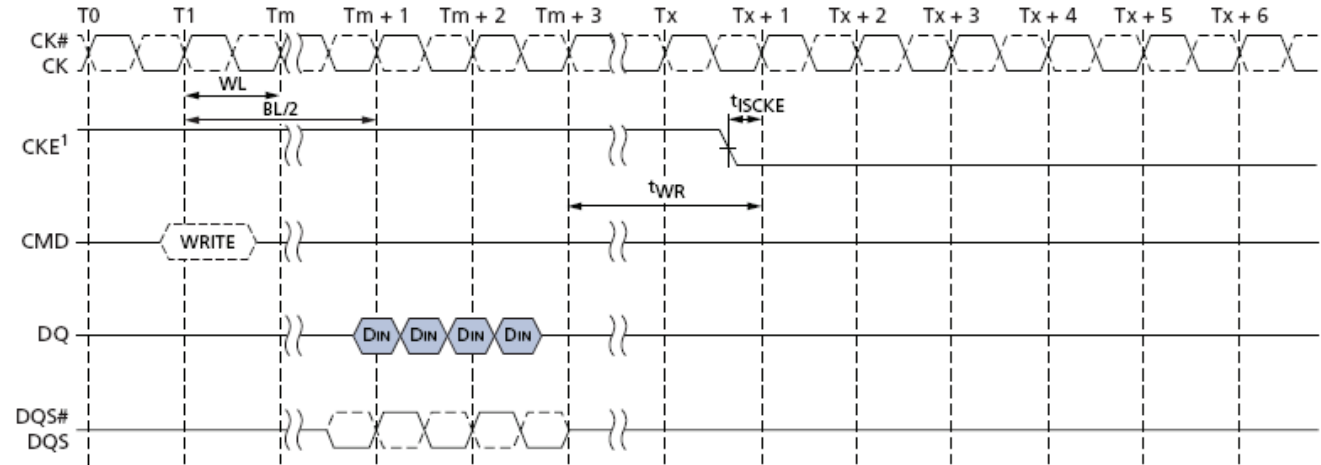 T0 T1 Tm Tm + 1 Tm + 2 Tm + 3 Tx Tx + 1 Tx + 2 Tx + 3 Tx + 4 Tx + 5 Tx + 6
CK#
CK
WL
BL/2
tISCKE
CKE1
tWR
CMD WRITE
DQ DIN DIN DIN DIN
DQS#
DQS